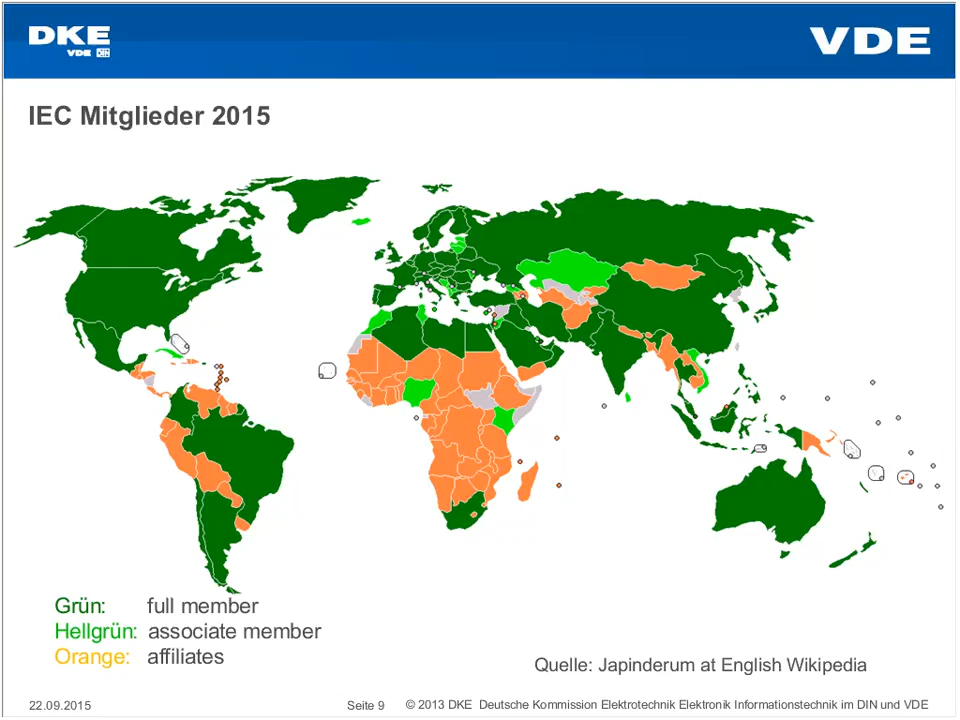 DKE
VDE DIN
VDE
IEC Mitglieder 2015
Grün: full member
Hellgrün: associate member
Orange: affiliates
Quelle: Japinderum at English Wikipedia
22.09.2015
Seite 9
© 2013 DKE Deutsche Kommission Elektrotechnik Elektronik Informationstechnik im DIN und VDE